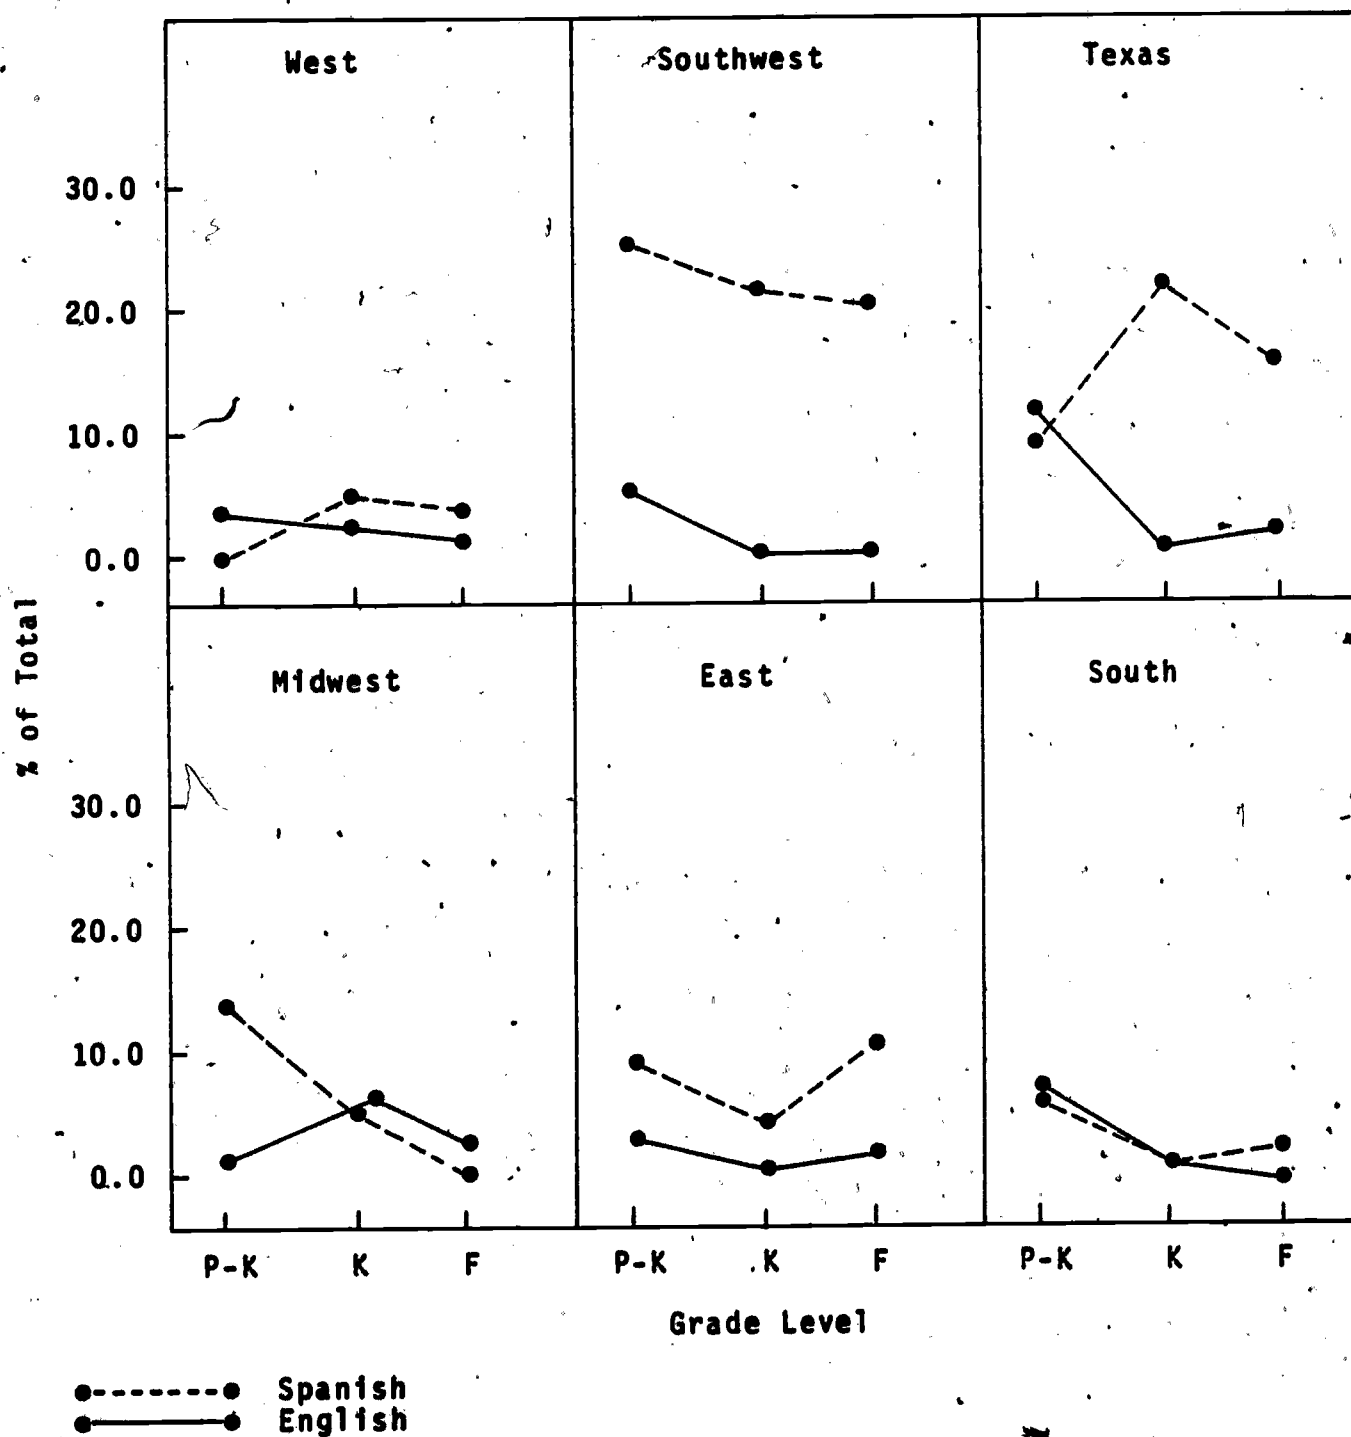 West
Southwest
Texas
30.0
20.0
10.0
0.0
% of Total
Midwest
East
South
30.0
20.0
10.0
0.0
P-K K F P-K K F P-K K F
Grade Level
Spanish
English